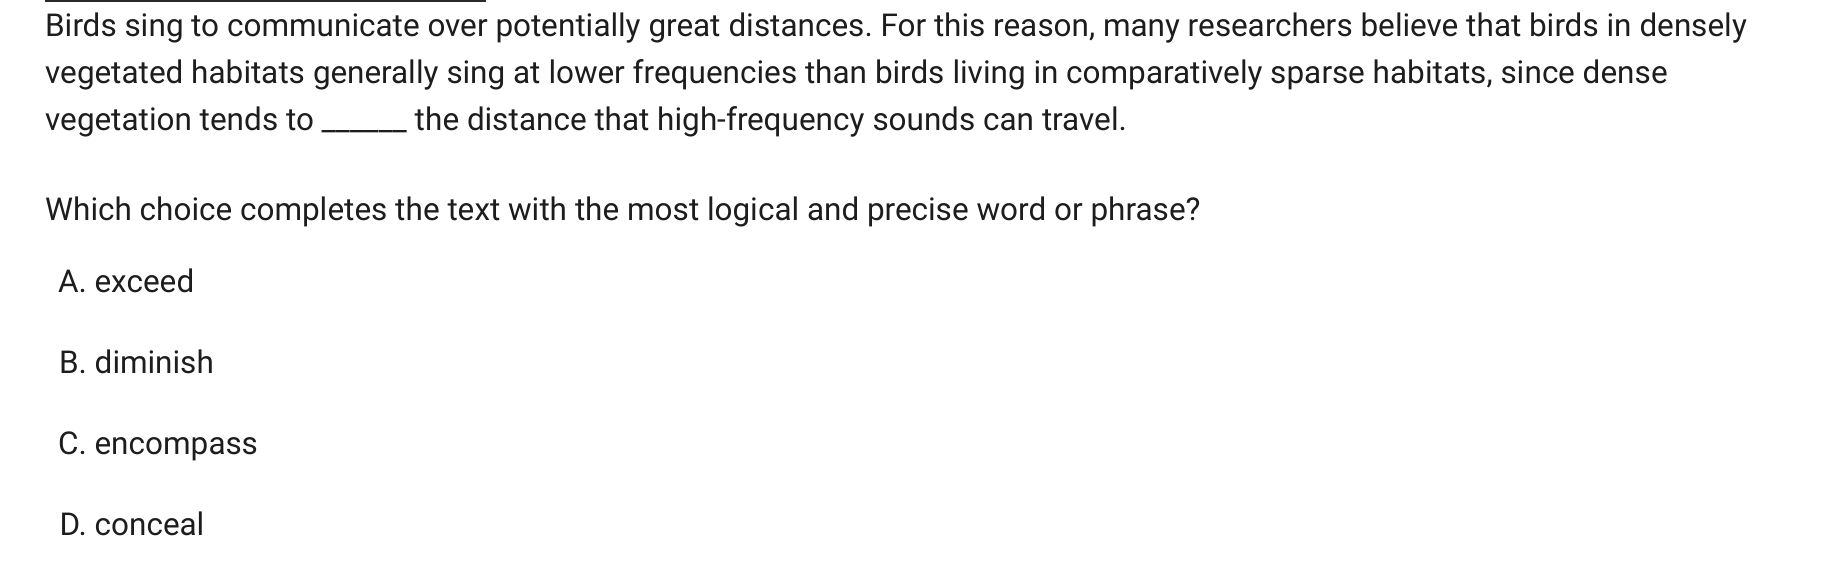 Birds sing to communicate over potentially great distances. For this reason, many researchers believe that birds in densely
vegetated habitats generally sing at lower frequencies than birds living in comparatively sparse habitats, since dense
vegetation tends to ______ the distance that high-frequency sounds can travel.
Which choice completes the text with the most logical and precise word or phrase?
A. exceed
B. diminish
C. encompass
D. conceal